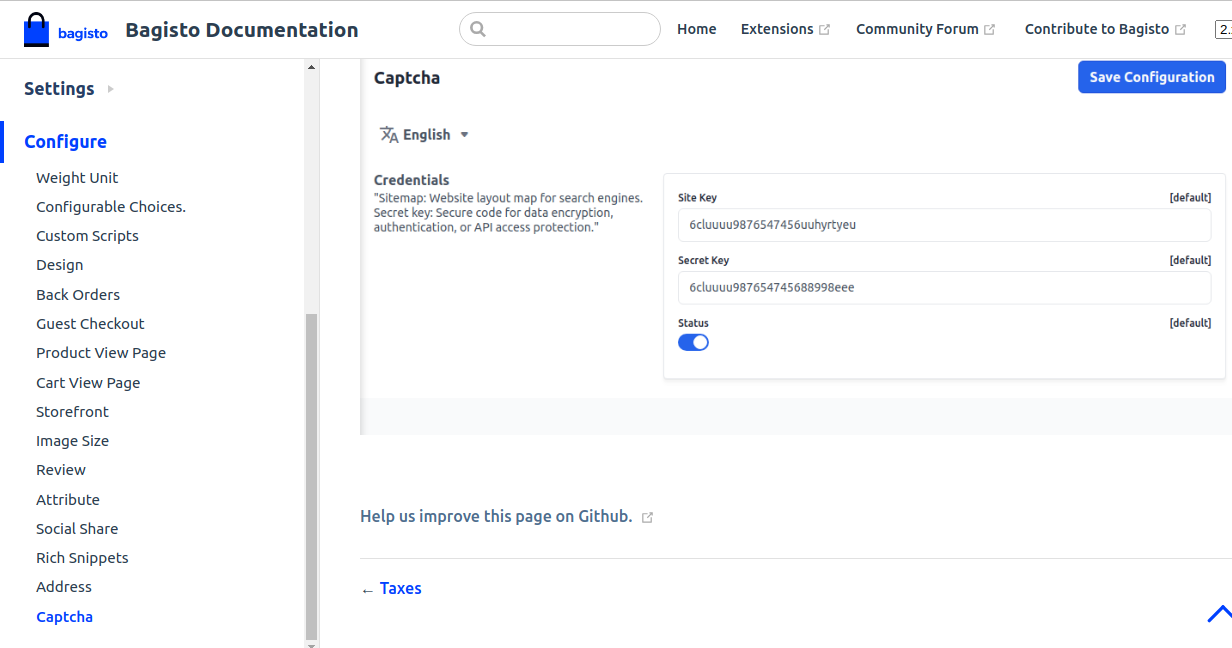 bagisto Bagisto Documentation Home Extensions Community Forum Contribute to Bagisto 2.
Settings
Configure
Weight Unit
Configurable Choices.
Custom Scripts
Design
Back Orders
Guest Checkout
Product View Page
Cart View Page
Storefront
Image Size
Review
Attribute
Social Share
Rich Snippets
Address
Captcha
Captcha Save Configuration
English
Credentials
"Sitemap: Website layout map for search engines.
Secret key: Secure code for data encryption,
authentication, or API access protection."
Site Key [default]
6cluuuu9876547456uuhyrtyeu
Secret Key [default]
6cluuuu987654745688998eee
Status [default]
Help us improve this page on Github.
← Taxes